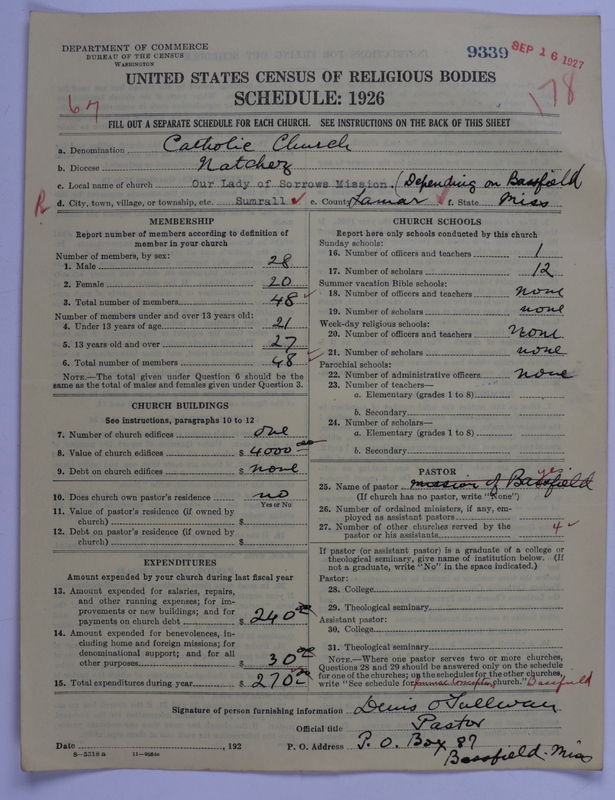 DEPARTMENT OF COMMERCE
BUREAU OF THE CENSUS
WASHINGTON
9339
SEP 16 1927
UNITED STATES CENSUS OF RELIGIOUS BODIES
SCHEDULE: 1926
67
178
FILL OUT A SEPARATE SCHEDULE FOR EACH CHURCH. SEE INSTRUCTIONS ON THE BACK OF THIS SHEET
a. Denomination Catholic Church
b. Diocese Natchez
c. Local name of church Our Lady of Sorrows Mission. (Depending on Bassfield
R d. City, town, village, or township, etc. Sumrall ✓ e. County Lamar ✓ f. State Miss
MEMBERSHIP
Report number of members according to definition of
member in your church
Number of members, by sex:
1. Male 28
2. Female 20
3. Total number of members 48 ✓
Number of members under and over 13 years old:
4. Under 13 years of age 21
5. 13 years old and over 27
6. Total number of members 48 ✓
NOTE.—The total given under Question 6 should be
the same as the total of males and females given under Question 3.
CHURCH BUILDINGS
See instructions, paragraphs 10 to 12
7. Number of church edifices one
8. Value of church edifices $ 4000 00
9. Debt on church edifices $ none
10. Does church own pastor's residence no
Yes or No
11. Value of pastor's residence (if owned by
church) $
12. Debt on pastor's residence (if owned by
church) $
EXPENDITURES
Amount expended by your church during last fiscal year
13. Amount expended for salaries, repairs,
and other running expenses; for im-
provements or new buildings; and for
payments on church debt $ 240 00
14. Amount expended for benevolences, in-
cluding home and foreign missions; for
denominational support; and for all
other purposes $ 30 00
15. Total expenditures during year $ 270 00
CHURCH SCHOOLS
Report here only schools conducted by this church
Sunday schools:
16. Number of officers and teachers 1
17. Number of scholars 12
Summer vacation Bible schools:
18. Number of officers and teachers none
19. Number of scholars none
Week-day religious schools:
20. Number of officers and teachers none
21. Number of scholars none
Parochial schools:
22. Number of administrative officers none
23. Number of teachers—
a. Elementary (grades 1 to 8)
b. Secondary
24. Number of scholars—
a. Elementary (grades 1 to 8)
b. Secondary
PASTOR
yes
25. Name of pastor mission of Bassfield
(If church has no pastor, write "None")
26. Number of ordained ministers, if any, em-
ployed as assistant pastors
27. Number of other churches served by the
pastor or his assistants 4 ✓
If pastor (or assistant pastor) is a graduate of a college or
theological seminary, give name of institution below. (If
not a graduate, write "No" in the space indicated.)
Pastor:
28. College
29. Theological seminary
Assistant pastor:
30. College
31. Theological seminary
NOTE.—Where one pastor serves two or more churches,
Questions 28 and 29 should be answered only on the schedule
for one of the churches; on the schedules for the other churches,
write "See schedule for church." Bassfield
Signature of person furnishing information Denis O'Sullivan
Official title Pastor
Date , 192 P. O. Address P. O. Box 87
Bassfield. Miss